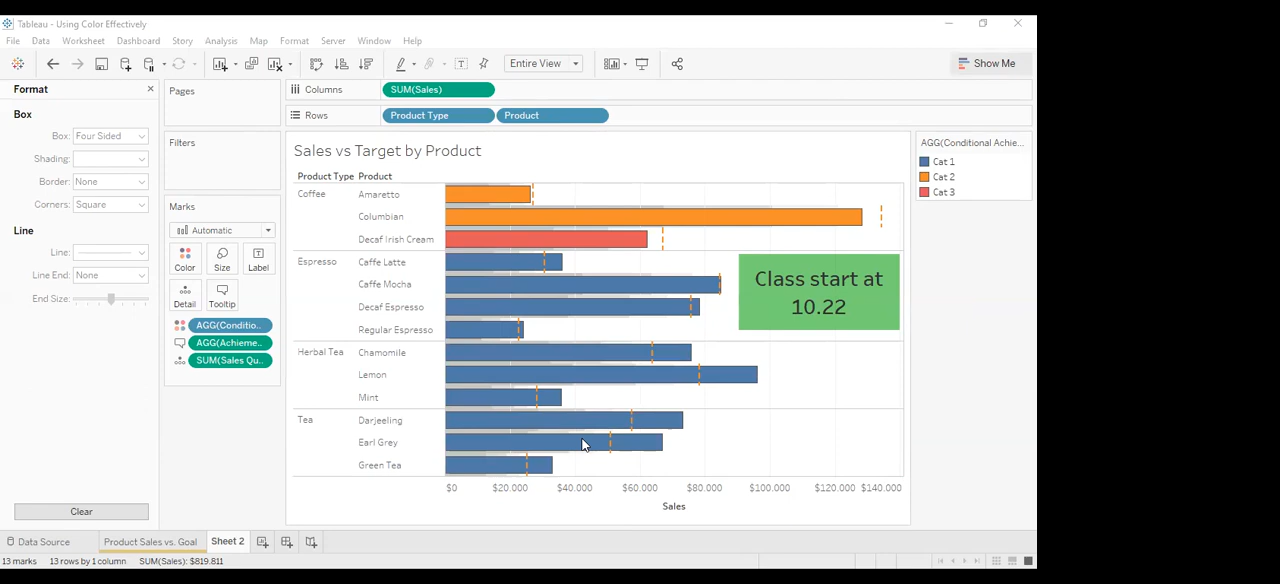 Tableau - Using Color Effectively
File Data Worksheet Dashboard Story Analysis Map Format Server Window Help
Entire View
Show Me
Format
Box
Box: Four Sided
Shading:
Border: None
Corners: Square
Line
Line:
Line End: None
End Size:
Clear
Pages
Filters
Marks
Automatic
Color Size Label
Detail Tooltip
AGG(Conditio..
AGG(Achieme..
SUM(Sales Qu..
Columns SUM(Sales)
Rows Product Type Product
Sales vs Target by Product
Product Type Product
Coffee Amaretto
Columbian
Decaf Irish Cream
Espresso Caffe Latte
Caffe Mocha
Decaf Espresso
Regular Espresso
Herbal Tea Chamomile
Lemon
Mint
Tea Darjeeling
Earl Grey
Green Tea
$0 $20.000 $40.000 $60.000 $80.000 $100.000 $120.000 $140.000
Sales
Class start at
10.22
AGG(Conditional Achie...
Cat 1
Cat 2
Cat 3
Data Source Product Sales vs. Goal Sheet 2
13 marks 13 rows by 1 column SUM(Sales): $819.811